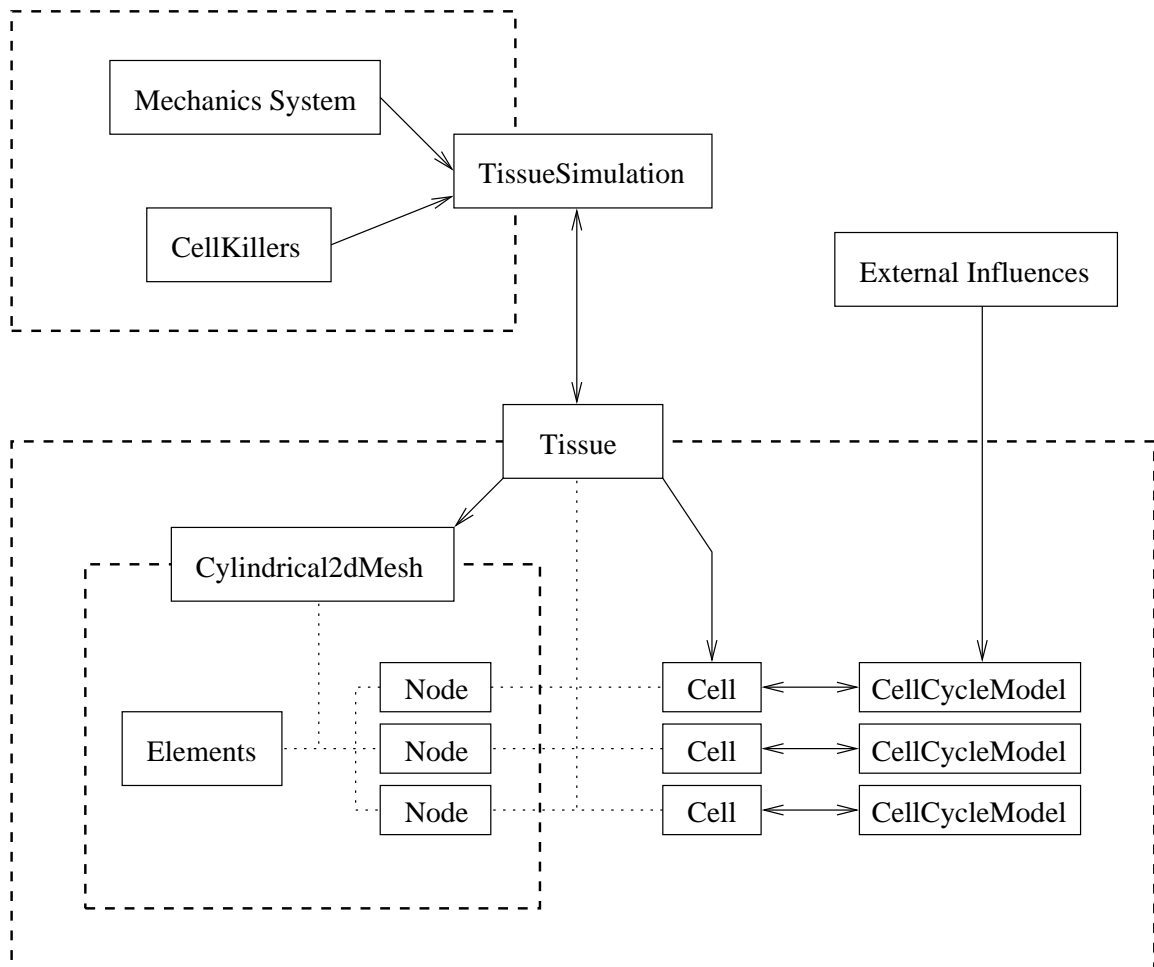 Mechanics System
TissueSimulation
CellKillers
External Influences
Tissue
Cylindrical2dMesh
Node
Cell
CellCycleModel
Elements
Node
Cell
CellCycleModel
Node
Cell
CellCycleModel